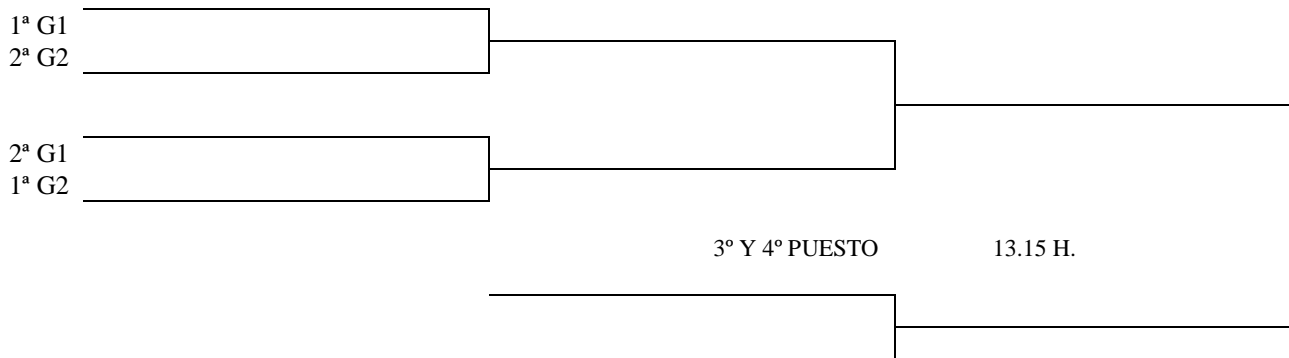 1ª G1
2ª G2
2ª G1
1ª G2
3º Y 4º PUESTO 13.15 H.